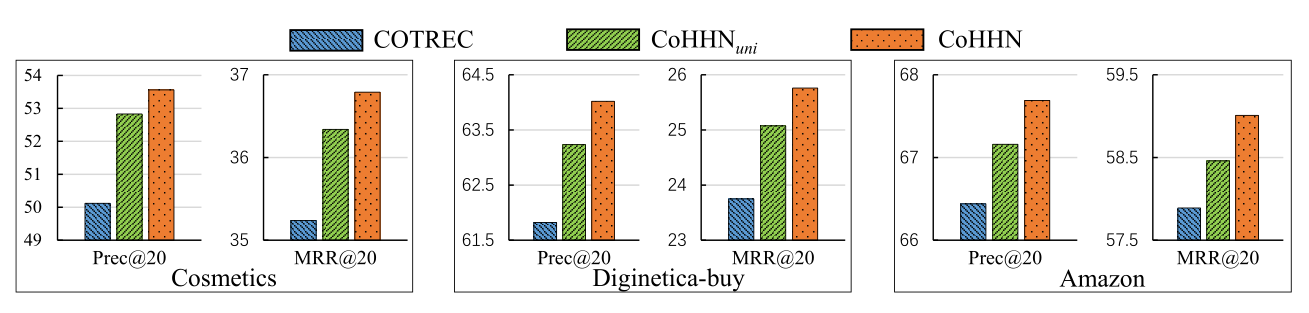 COTREC CoHHNuni CoHHN
54
53
52
51
50
49
Prec@20
37
36
35
MRR@20
Cosmetics
64.5
63.5
62.5
61.5
Prec@20
26
25
24
23
MRR@20
Diginetica-buy
68
67
66
Prec@20
59.5
58.5
57.5
MRR@20
Amazon